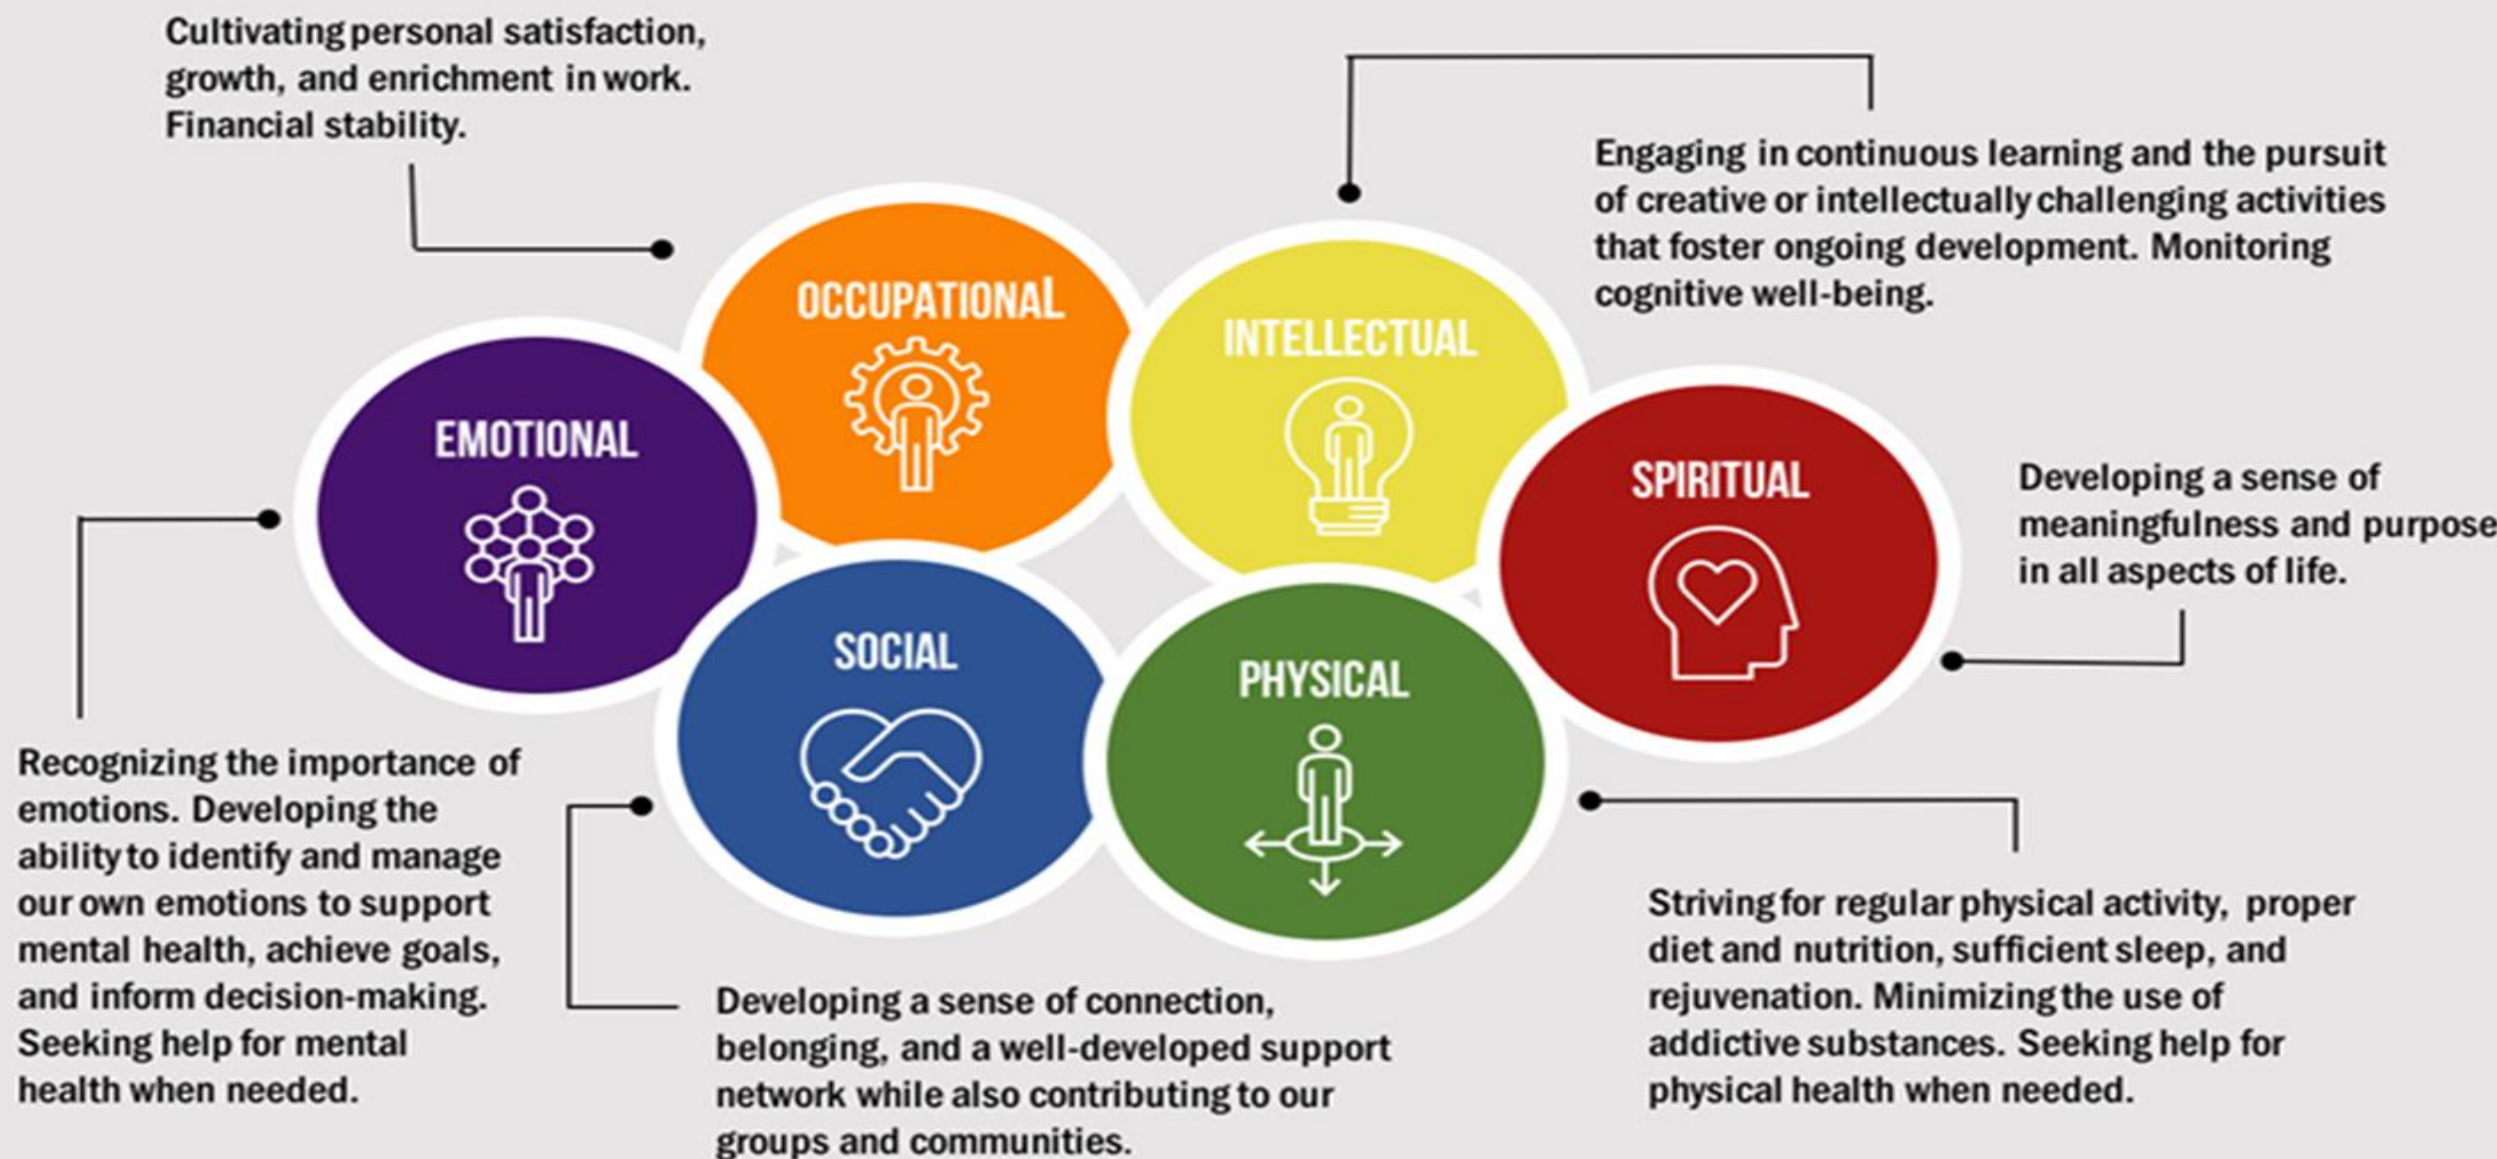 Cultivating personal satisfaction,
growth, and enrichment in work.
Financial stability.
Engaging in continuous learning and the pursuit
of creative or intellectually challenging activities
that foster ongoing development. Monitoring
cognitive well-being.
OCCUPATIONAL
INTELLECTUAL
EMOTIONAL
SPIRITUAL
Developing a sense of
meaningfulness and purpose
in all aspects of life.
SOCIAL
PHYSICAL
Recognizing the importance of
emotions. Developing the
ability to identify and manage
our own emotions to support
mental health, achieve goals,
and inform decision-making.
Seeking help for mental
health when needed.
Developing a sense of connection,
belonging, and a well-developed support
network while also contributing to our
groups and communities.
Striving for regular physical activity, proper
diet and nutrition, sufficient sleep, and
rejuvenation. Minimizing the use of
addictive substances. Seeking help for
physical health when needed.